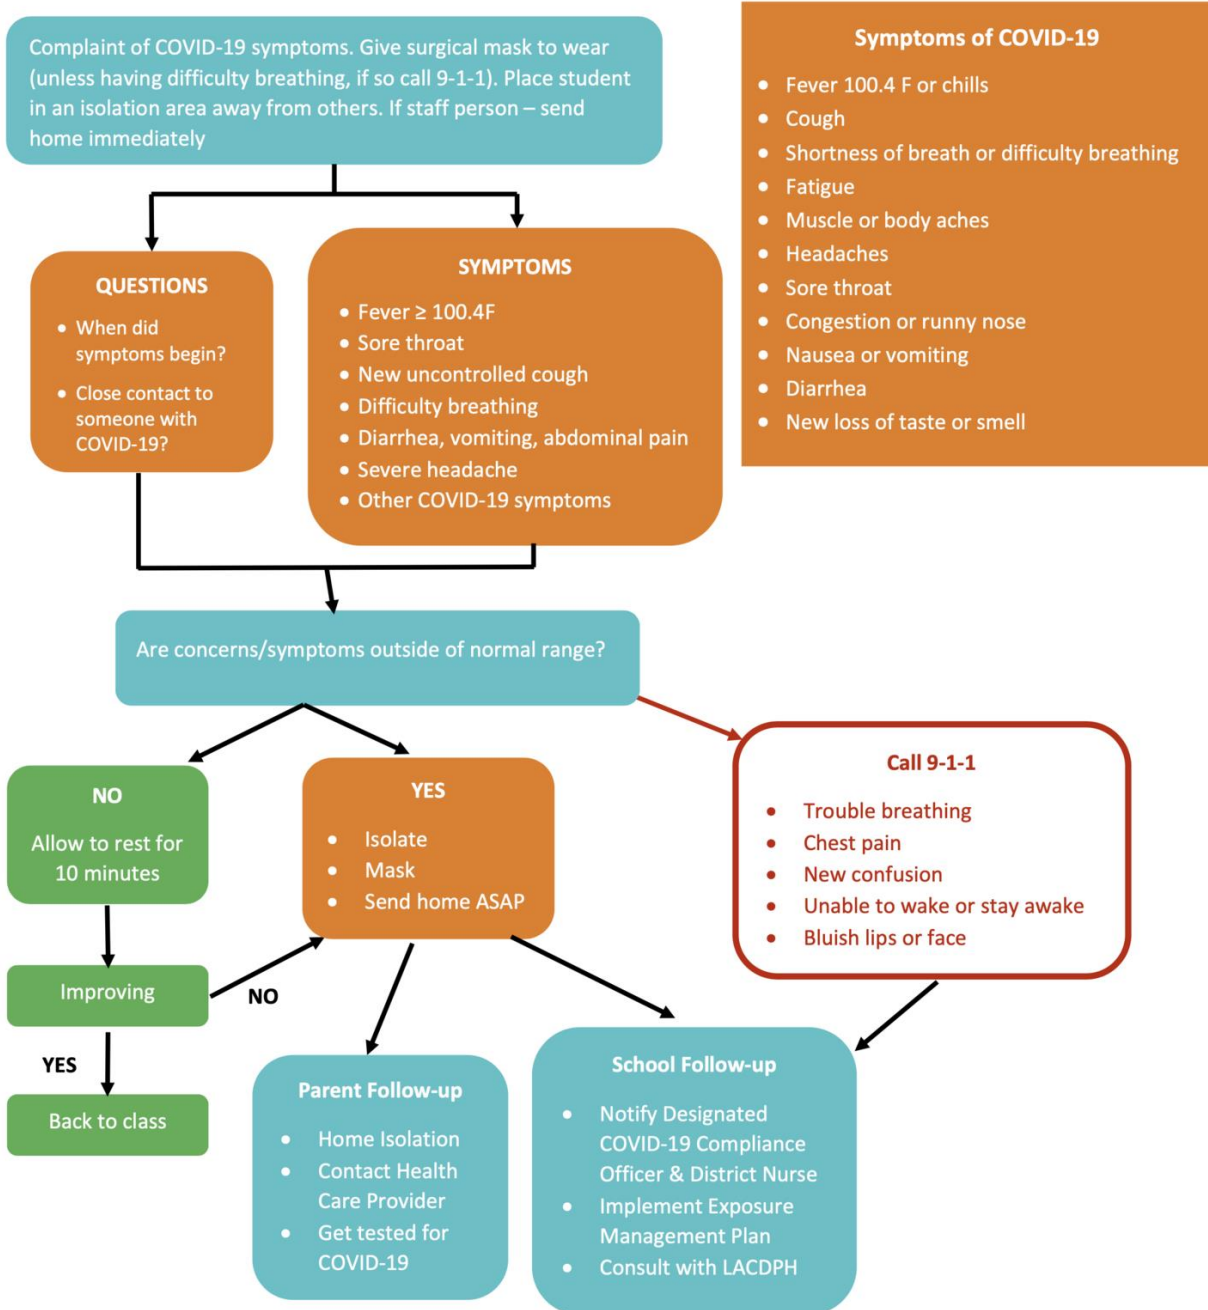 Complaint of COVID-19 symptoms. Give surgical mask to wear
(unless having difficulty breathing, if so call 9-1-1). Place student
in an isolation area away from others. If staff person – send
home immediately
Symptoms of COVID-19
• Fever 100.4 F or chills
• Cough
• Shortness of breath or difficulty breathing
• Fatigue
• Muscle or body aches
• Headaches
• Sore throat
• Congestion or runny nose
• Nausea or vomiting
• Diarrhea
• New loss of taste or smell
QUESTIONS
• When did
symptoms begin?
• Close contact to
someone with
COVID-19?
SYMPTOMS
• Fever ≥ 100.4F
• Sore throat
• New uncontrolled cough
• Difficulty breathing
• Diarrhea, vomiting, abdominal pain
• Severe headache
• Other COVID-19 symptoms
Are concerns/symptoms outside of normal range?
NO
Allow to rest for
10 minutes
YES
• Isolate
• Mask
• Send home ASAP
Call 9-1-1
• Trouble breathing
• Chest pain
• New confusion
• Unable to wake or stay awake
• Bluish lips or face
Improving
NO
YES
Back to class
Parent Follow-up
• Home Isolation
• Contact Health
Care Provider
• Get tested for
COVID-19
School Follow-up
• Notify Designated
COVID-19 Compliance
Officer & District Nurse
• Implement Exposure
Management Plan
• Consult with LACDPH